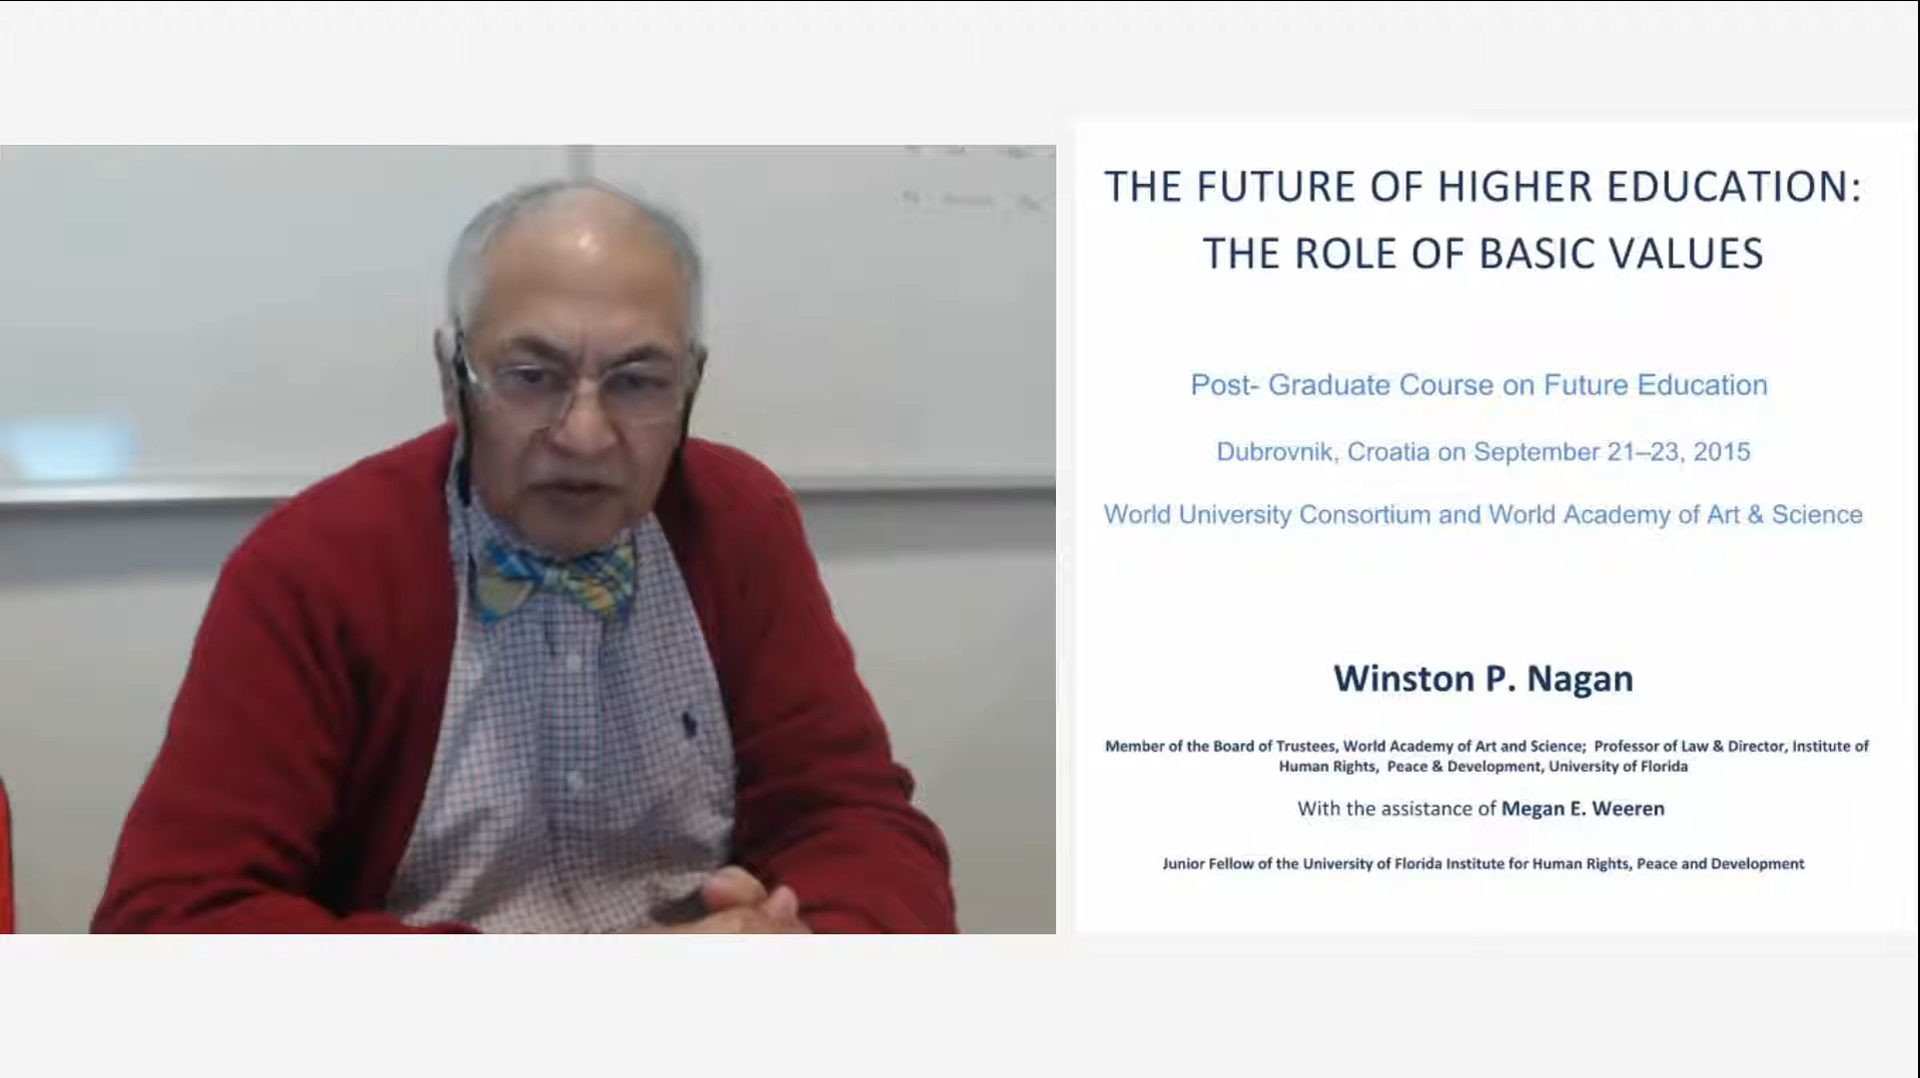 THE FUTURE OF HIGHER EDUCATION:
THE ROLE OF BASIC VALUES
Post- Graduate Course on Future Education
Dubrovnik, Croatia on September 21–23, 2015
World University Consortium and World Academy of Art & Science
Winston P. Nagan
Member of the Board of Trustees, World Academy of Art and Science; Professor of Law & Director, Institute of
Human Rights, Peace & Development, University of Florida
With the assistance of Megan E. Weeren
Junior Fellow of the University of Florida Institute for Human Rights, Peace and Development